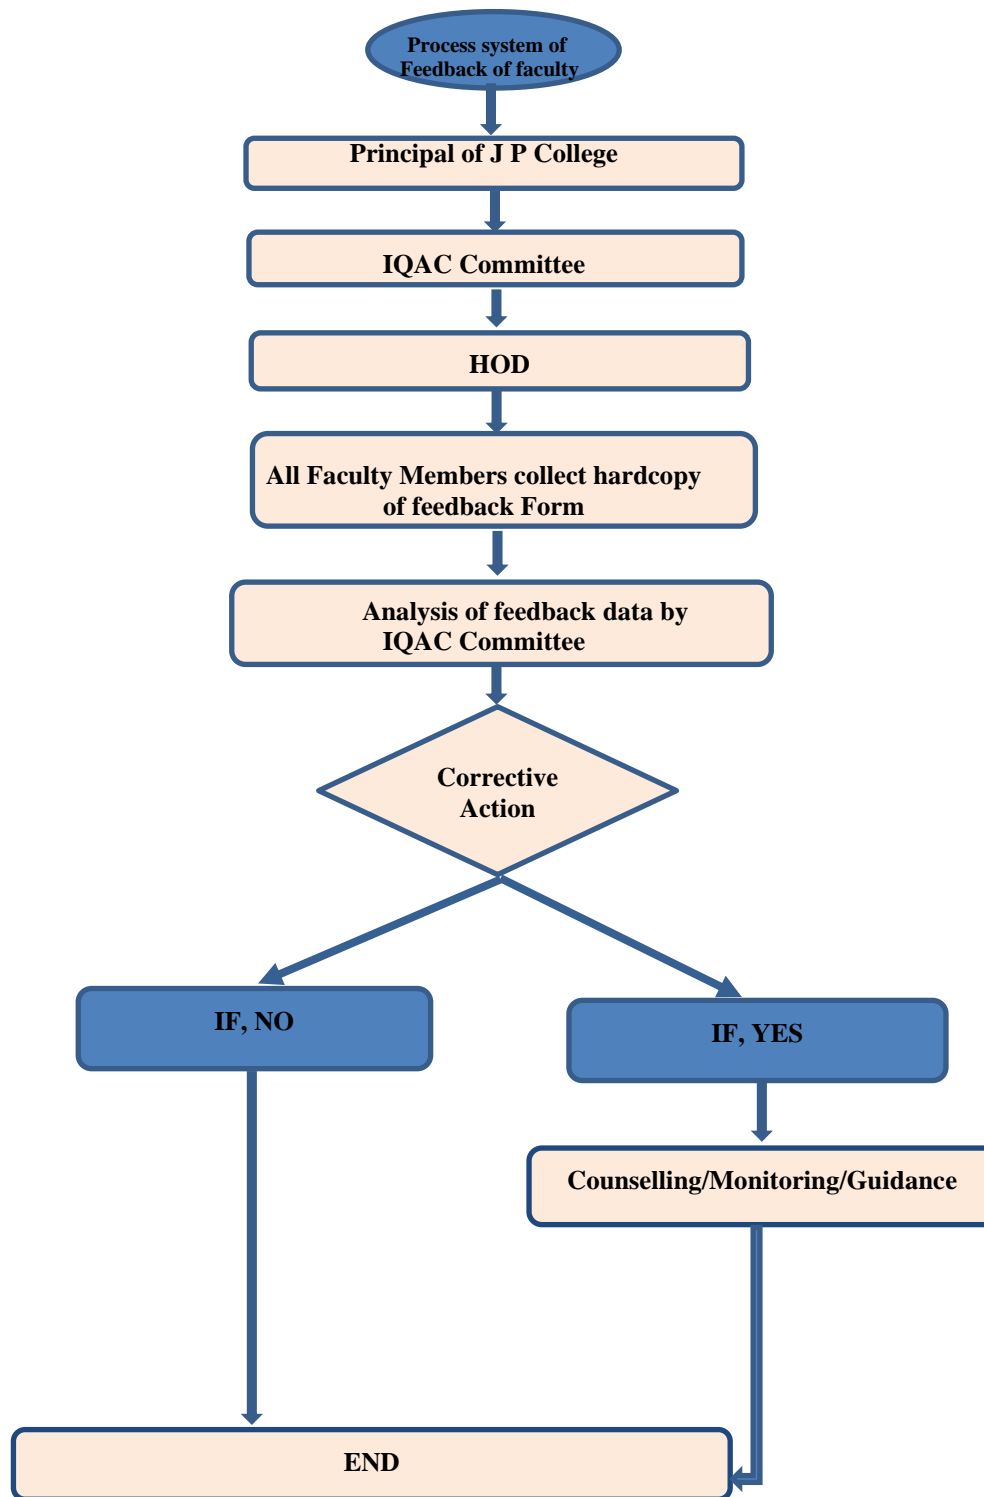 Process system of
Feedback of faculty
Principal of J P College
IQAC Committee
HOD
All Faculty Members collect hardcopy
of feedback Form
Analysis of feedback data by
IQAC Committee
Corrective
Action
IF, NO
IF, YES
Counselling/Monitoring/Guidance
END